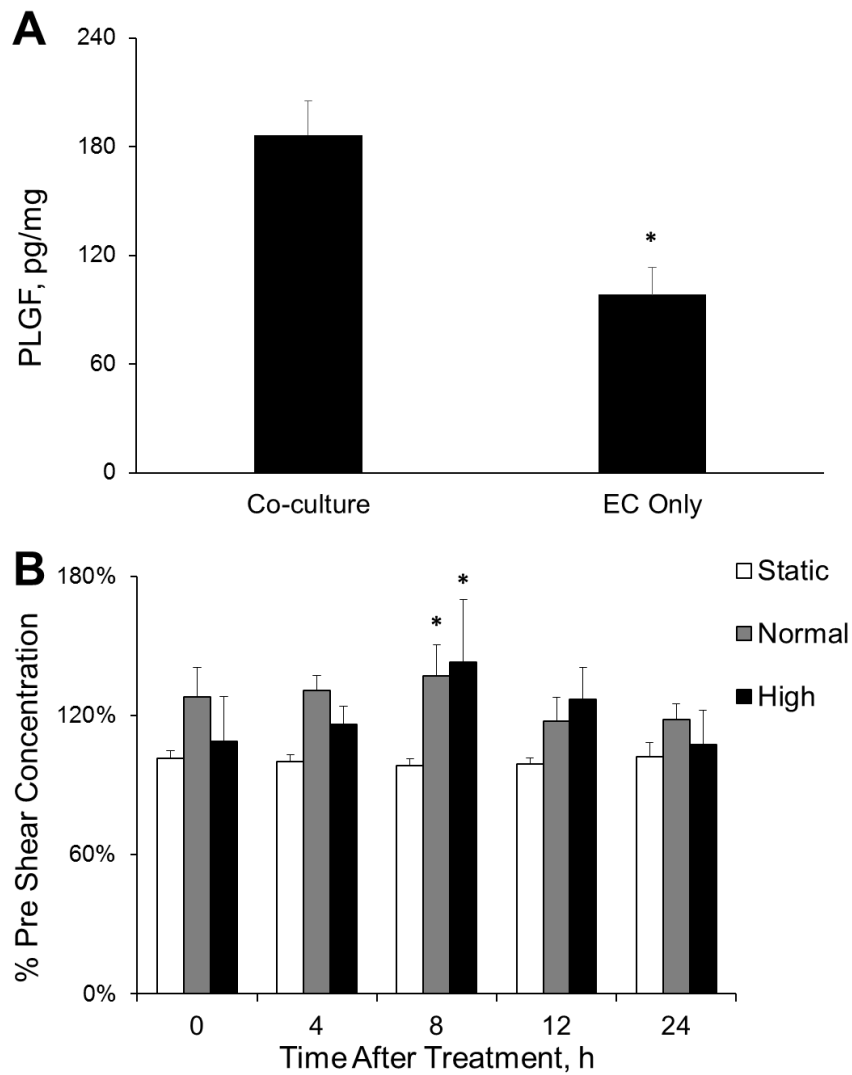 A
240
180
120
60
0
PLGF, pg/mg
*
Co-culture
EC Only
B
180%
120%
60%
0%
% Pre Shear Concentration
*
*
Static
Normal
High
0
4
8
12
24
Time After Treatment, h